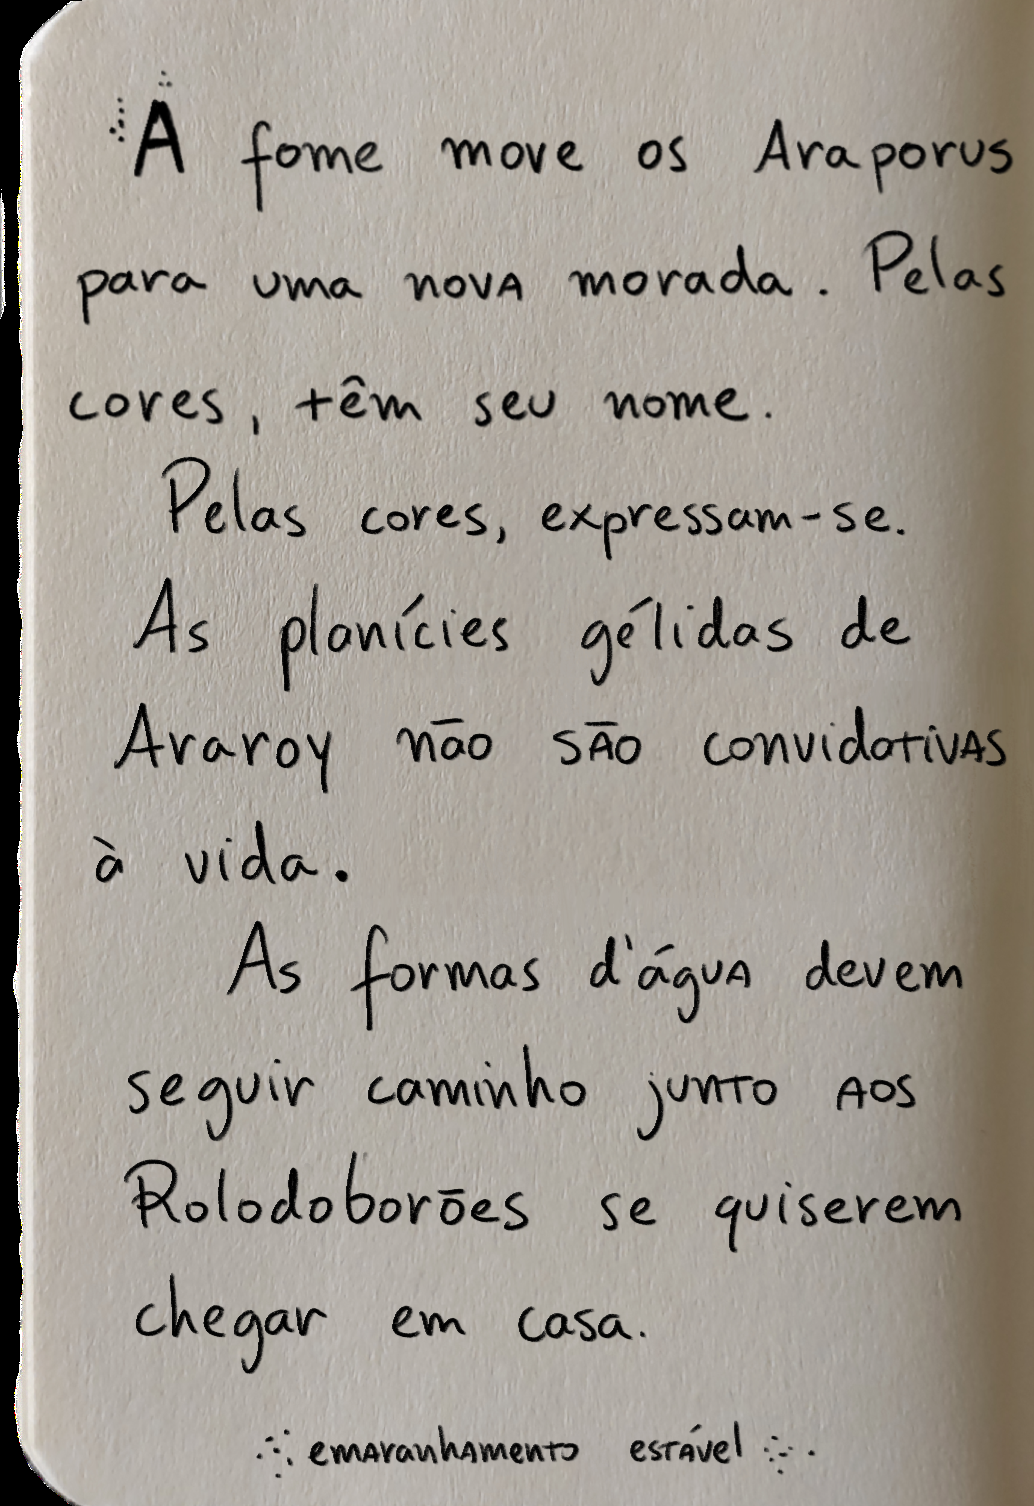 A fome move os Araporus
para uma nova morada. Pelas
cores, têm seu nome.
Pelas cores, expressam-se.
As planícies gélidas de
Araroy não são convidativas
à vida.
As formas d'água devem
seguir caminho junto aos
Rolodoborões se quiserem
chegar em casa.
emaranhamento estável